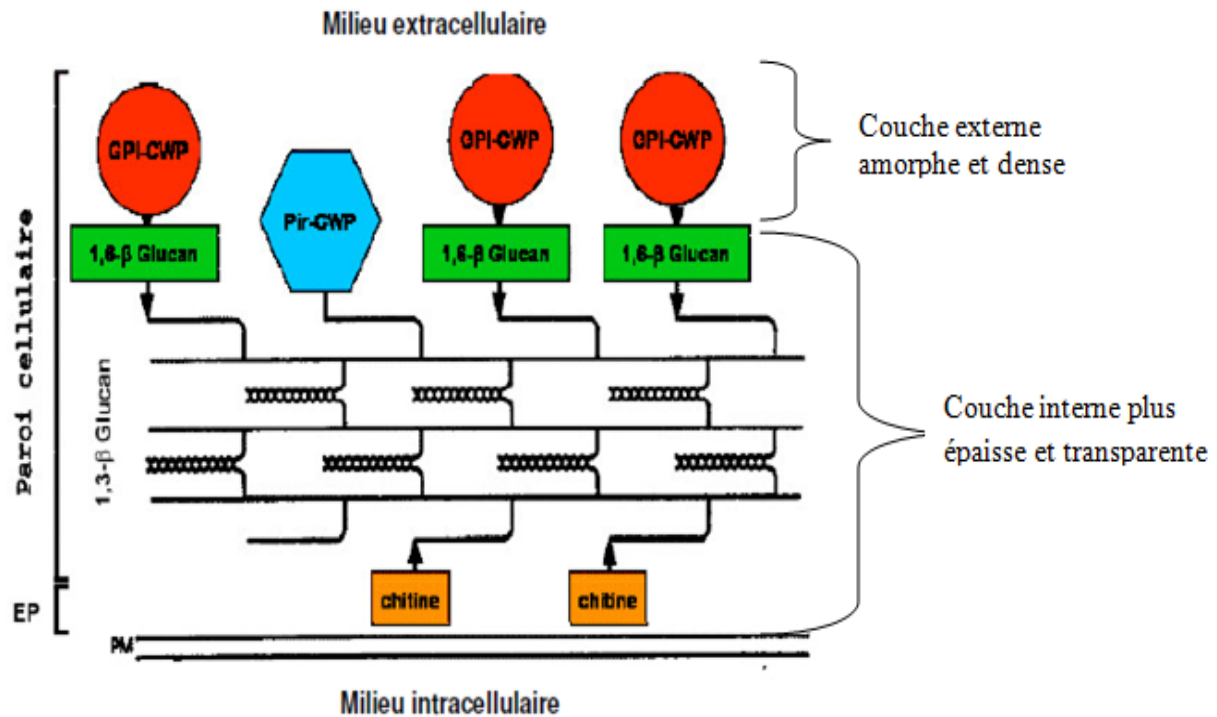 Milieu extracellulaire
GPI-CWP
GPI-CWP
GPI-CWP
Couche externe
amorphe et dense
Pir-CWP
1,6-β Glucan
1,6-β Glucan
1,6-β Glucan
Paroi cellulaire
1,3-β Glucan
Couche interne plus
épaisse et transparente
chitine
chitine
EP
PM
Milieu intracellulaire